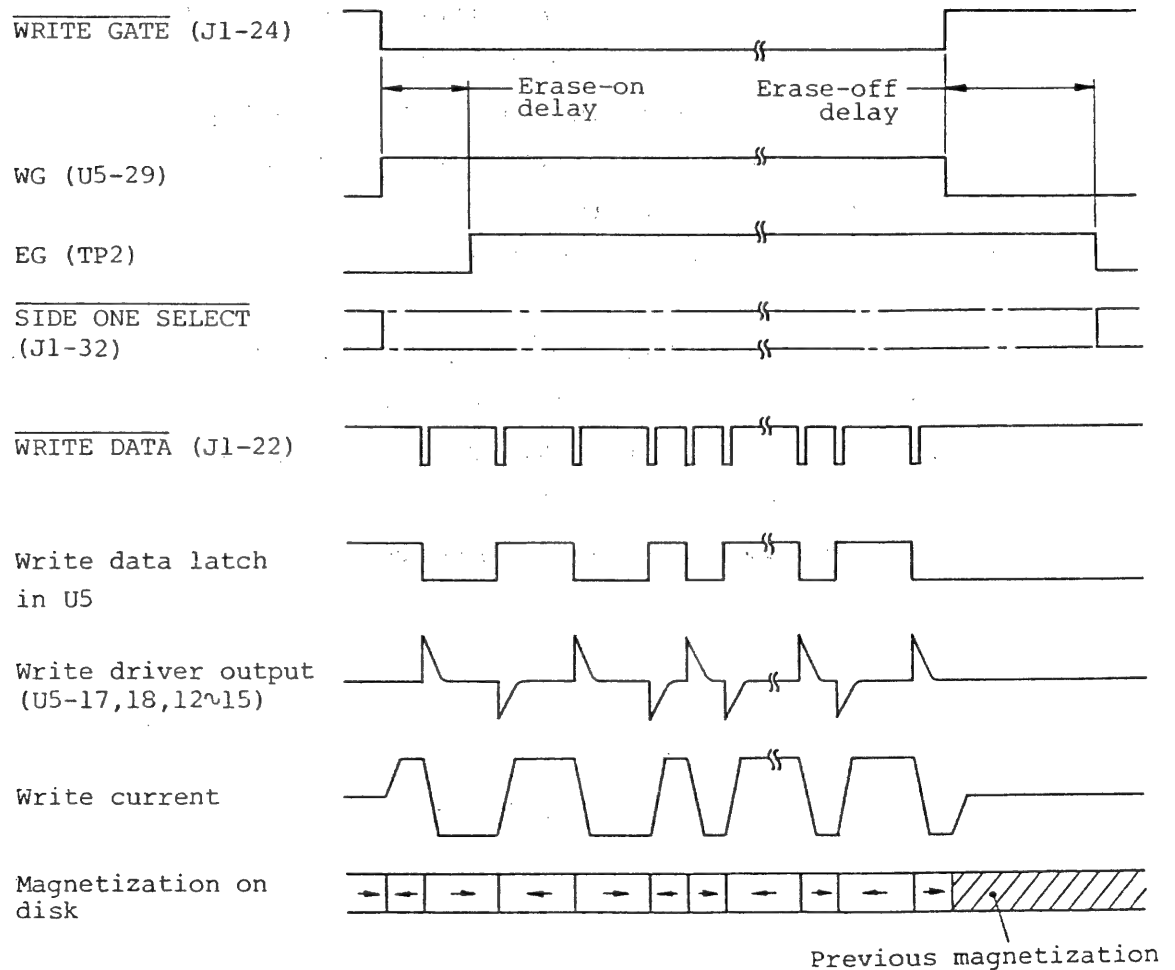 WRITE GATE (J1-24)
Erase-on
delay
Erase-off
delay
WG (U5-29)
EG (TP2)
SIDE ONE SELECT
(J1-32)
WRITE DATA (J1-22)
Write data latch
in U5
Write driver output
(U5-17,18,12~15)
Write current
Magnetization on
disk
Previous magnetization